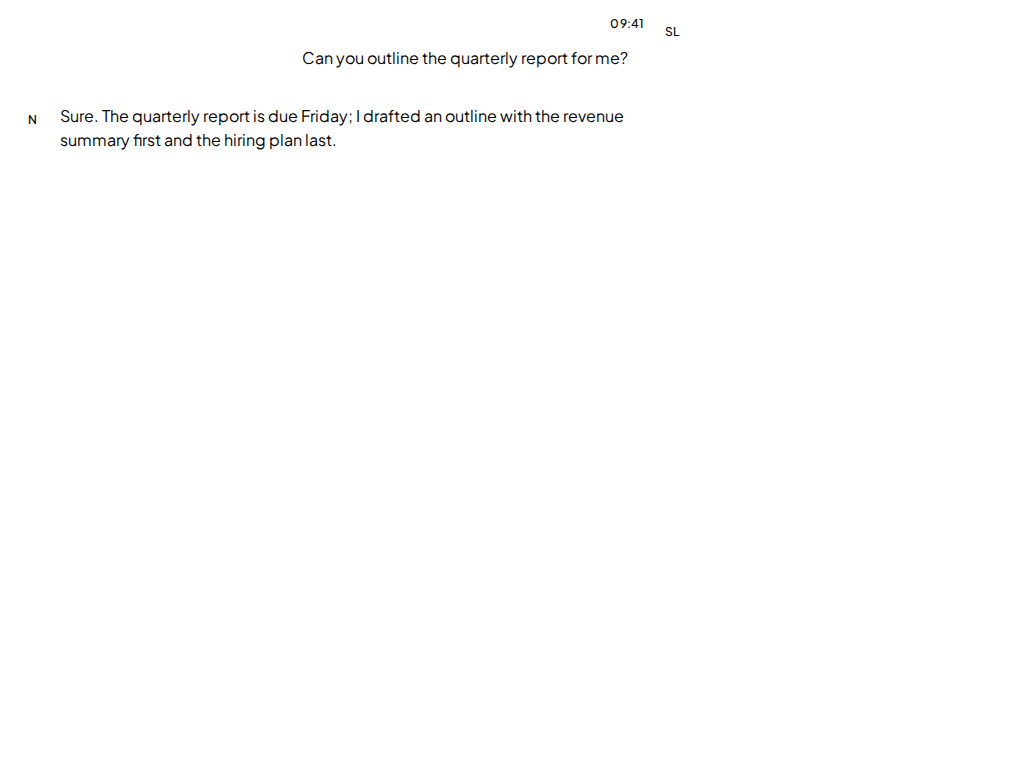 09:41
SL
Can you outline the quarterly report for me?
N
Sure. The quarterly report is due Friday; I drafted an outline with the revenue
summary first and the hiring plan last.